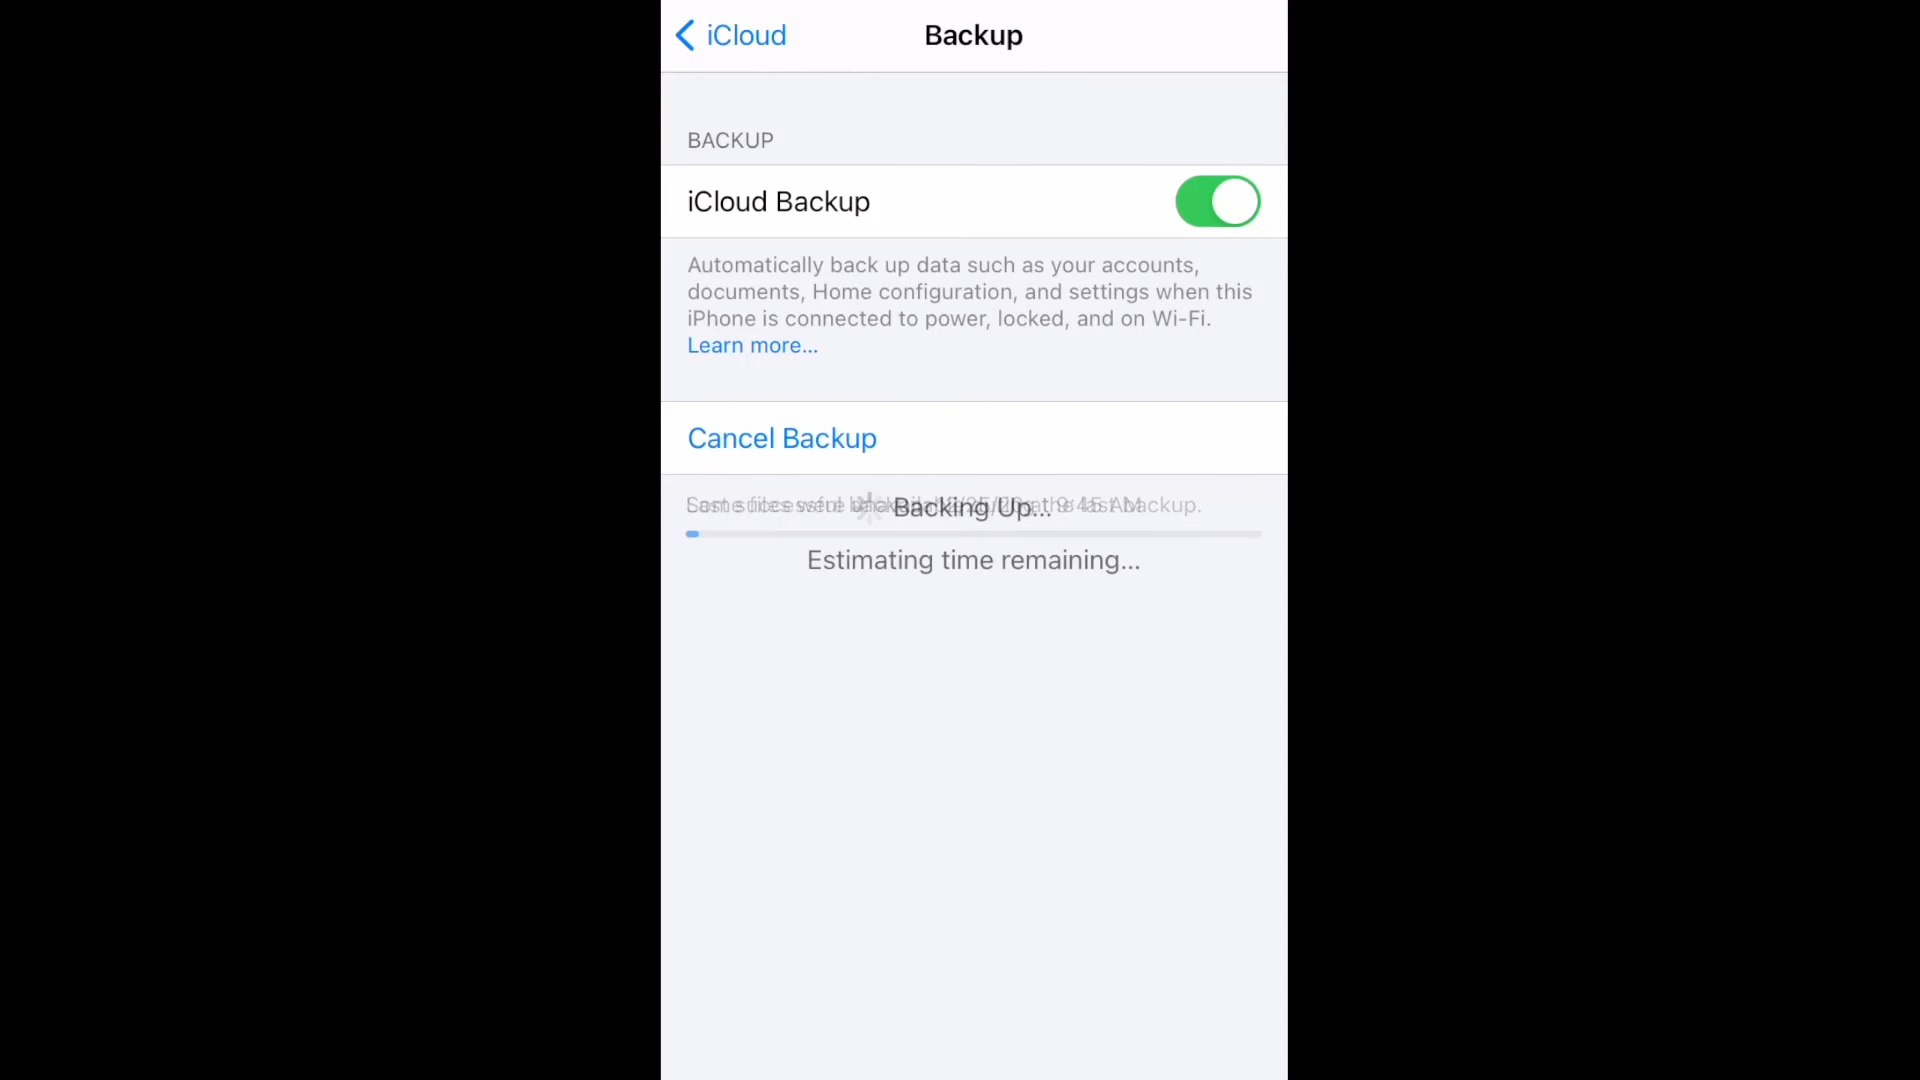 iCloud
Backup
BACKUP
iCloud Backup
Automatically back up data such as your accounts,
documents, Home configuration, and settings when this
iPhone is connected to power, locked, and on Wi-Fi.
Learn more...
Cancel Backup
Backing Up...
Estimating time remaining...